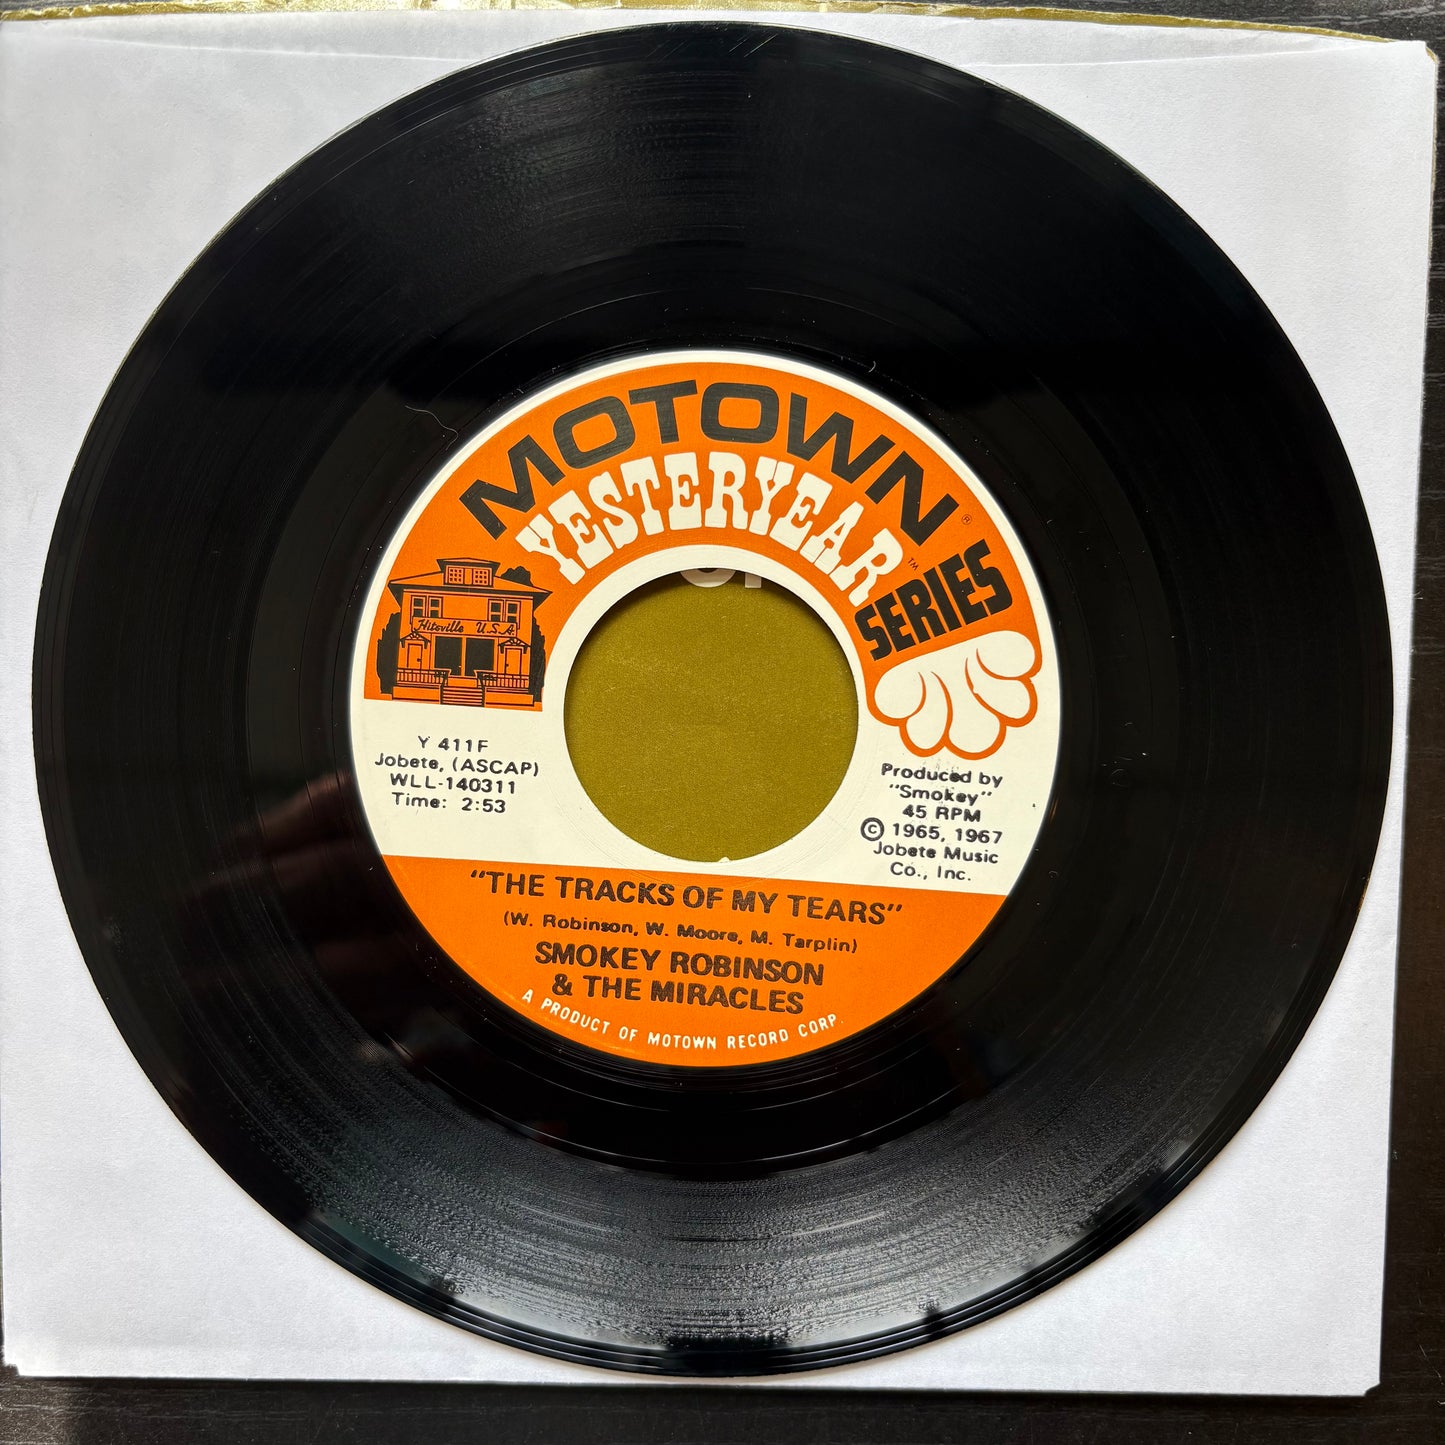 MOTOWN®
YESTERYEAR™
SERIES
Hitsville U.S.A.
Y 411F
Jobete, (ASCAP)
WLL-140311
Time: 2:53
Produced by
"Smokey"
45 RPM
© 1965, 1967
Jobete Music
Co., Inc.
"THE TRACKS OF MY TEARS"
(W. Robinson, W. Moore, M. Tarplin)
SMOKEY ROBINSON
& THE MIRACLES
A PRODUCT OF MOTOWN RECORD CORP.